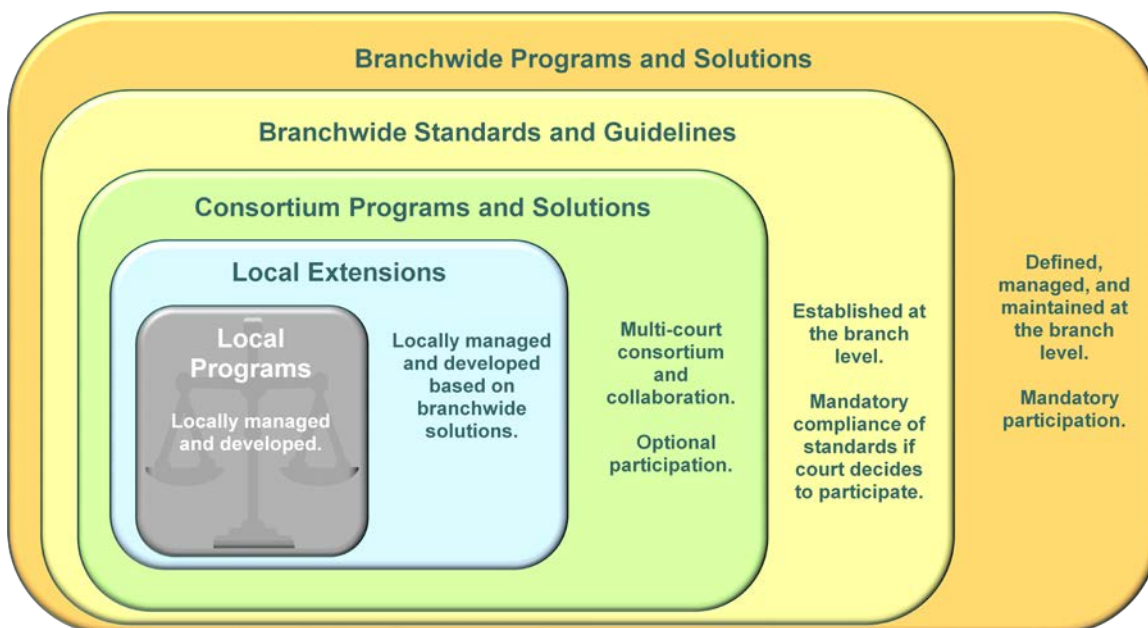 Branchwide Programs and Solutions
Branchwide Standards and Guidelines
Consortium Programs and Solutions
Local Extensions
Local
Programs
Locally managed
and developed.
Locally managed
and developed
based on
branchwide
solutions.
Multi-court
consortium
and
collaboration.
Optional
participation.
Established at
the branch
level.
Mandatory
compliance of
standards if
court decides
to participate.
Defined,
managed, and
maintained at
the branch
level.
Mandatory
participation.